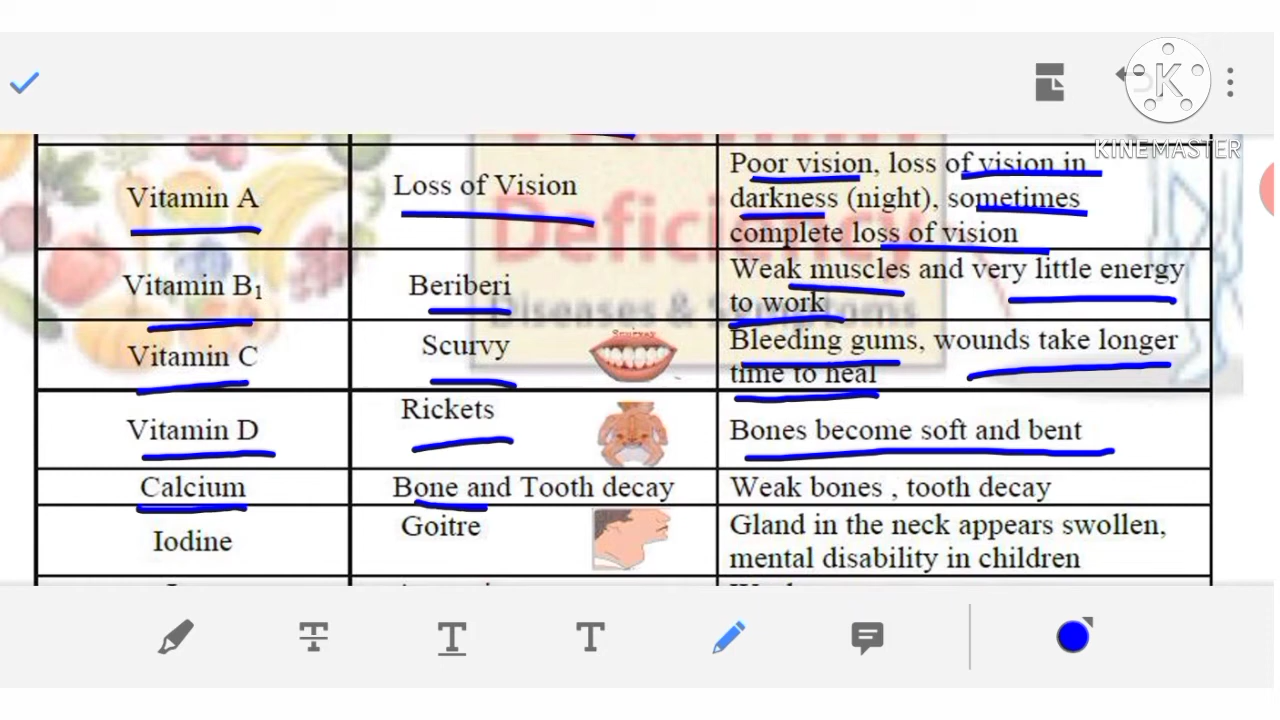 KINEMASTER
Vitamin A
Loss of Vision
Poor vision, loss of vision in
darkness (night), sometimes
complete loss of vision
Vitamin B₁
Beriberi
Weak muscles and very little energy
to work
Vitamin C
Scurvy
Bleeding gums, wounds take longer
time to heal
Vitamin D
Rickets
Bones become soft and bent
Calcium
Bone and Tooth decay
Weak bones , tooth decay
Iodine
Goitre
Gland in the neck appears swollen,
mental disability in children
Deficiency
Diseases & Symptoms